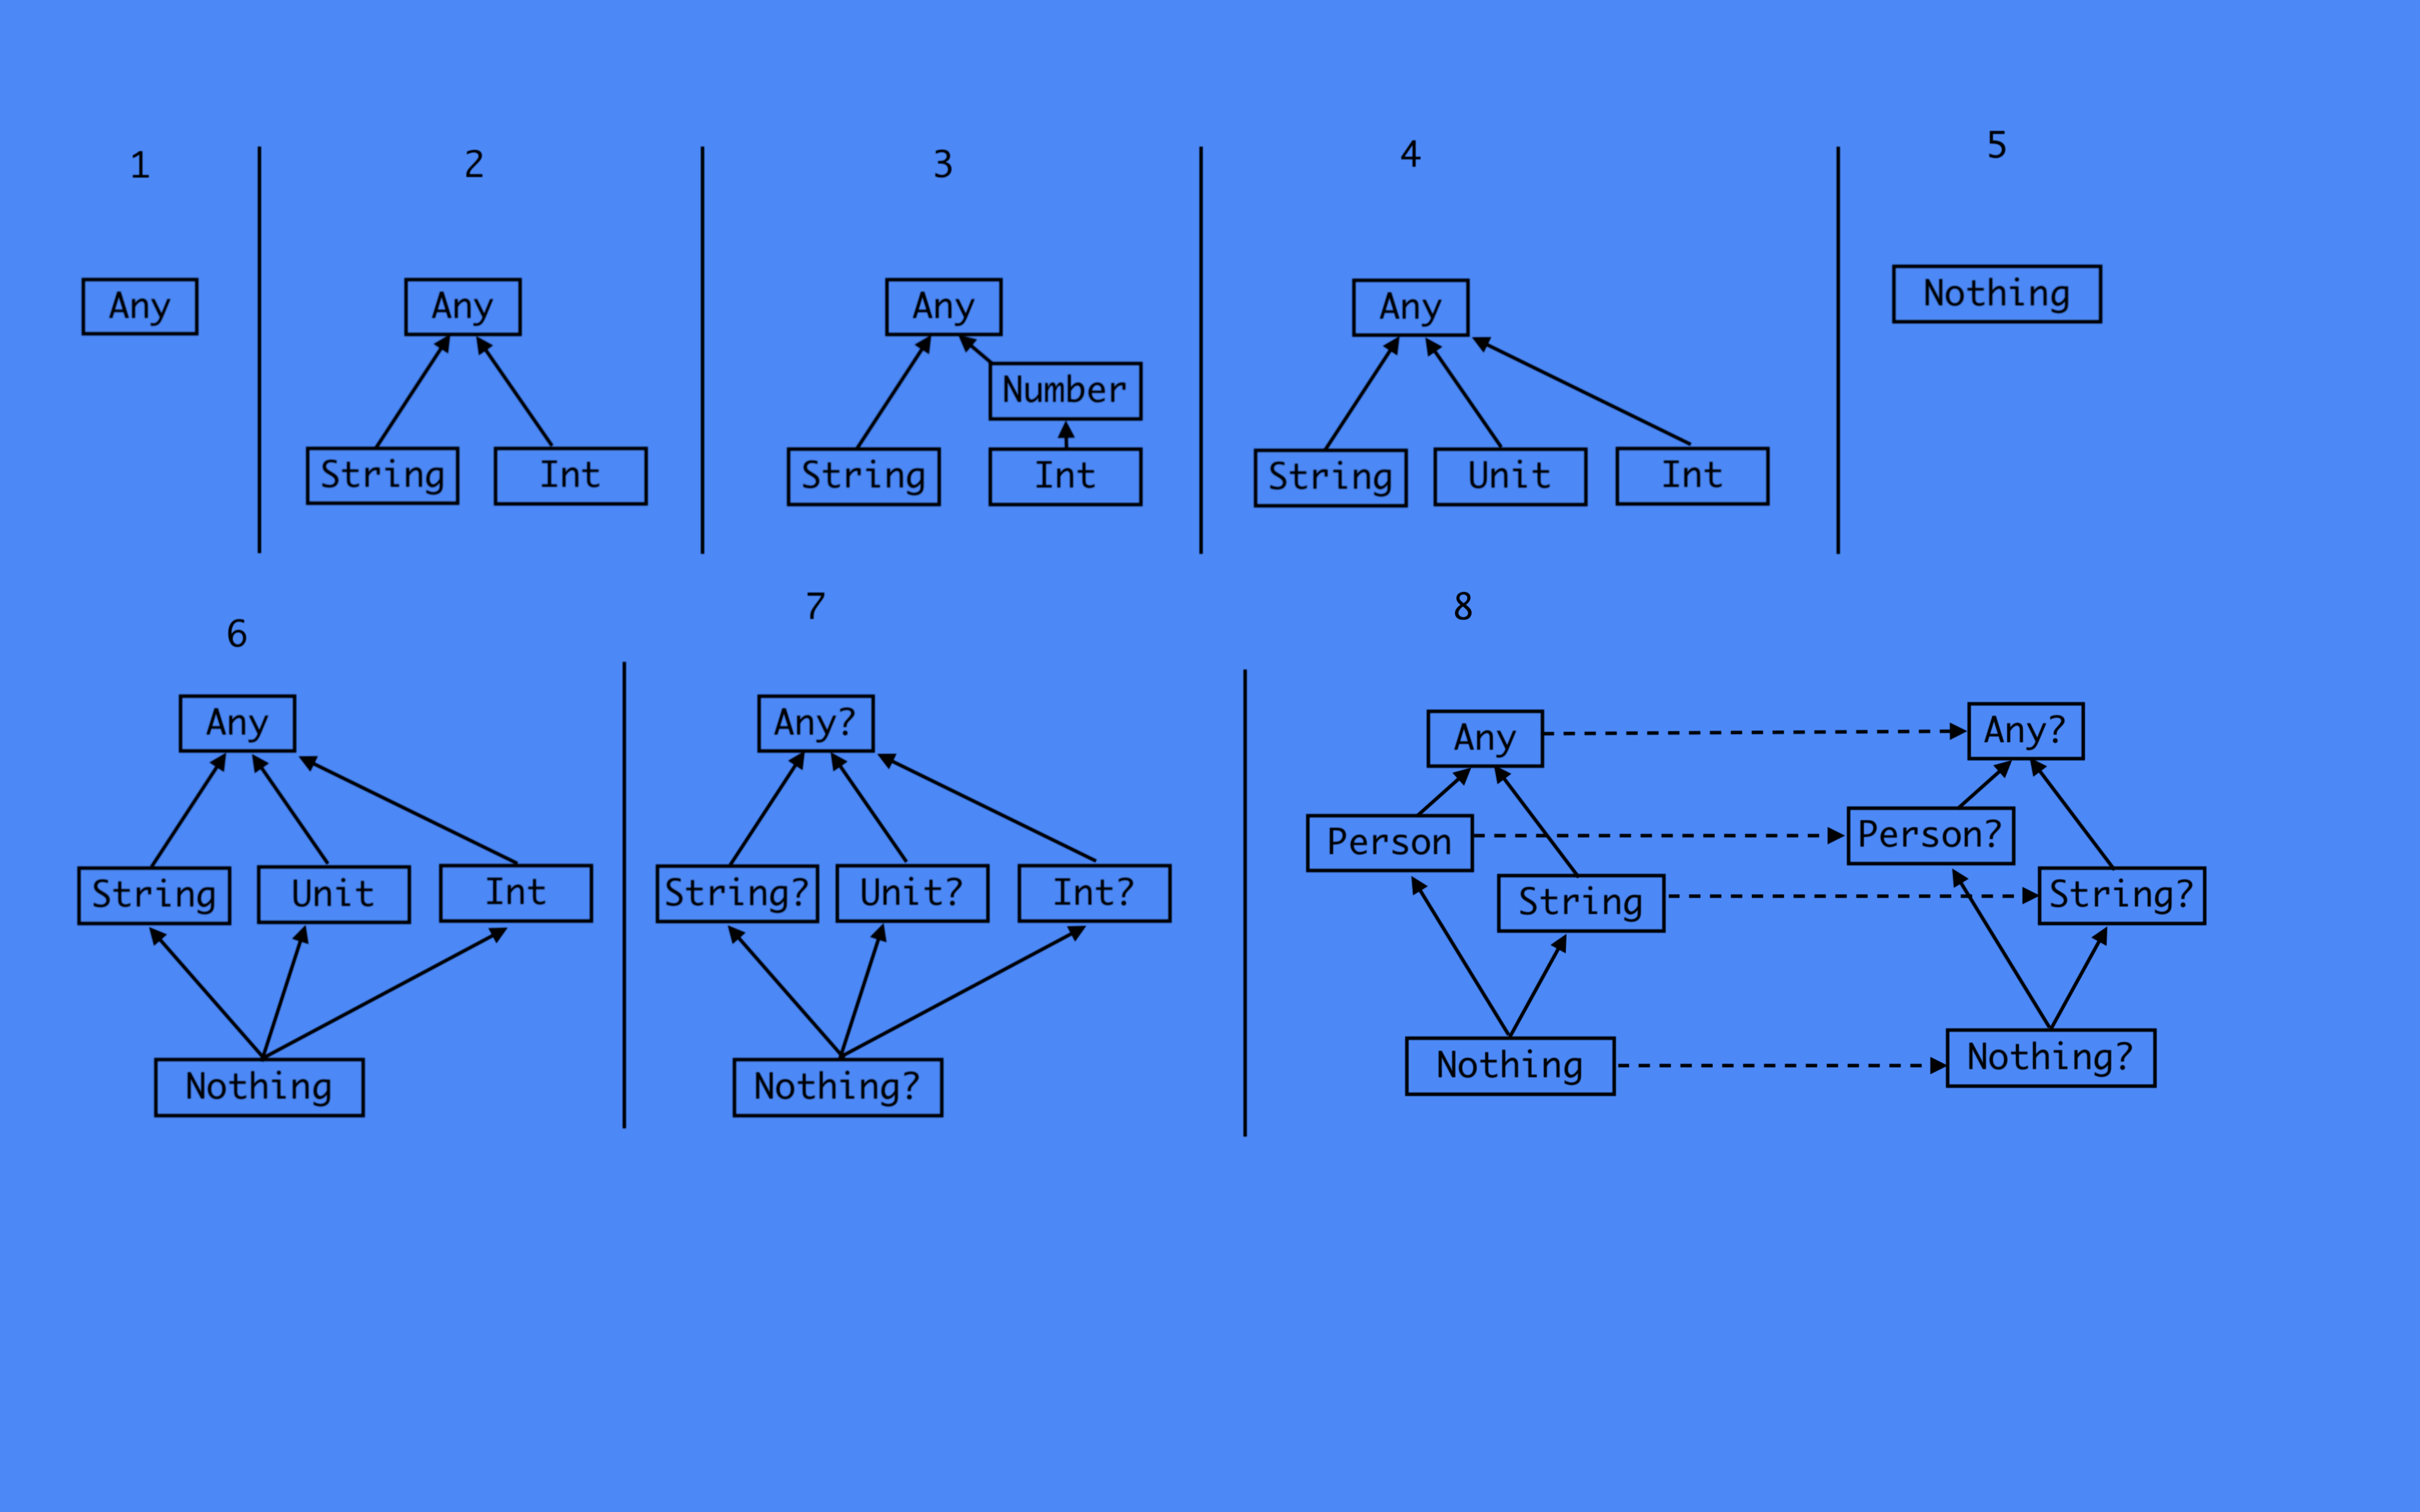 1
2
3
4
5
Any
Any
Any
Any
Nothing
Number
String
Int
String
Int
String
Unit
Int
6
7
8
Any
Any?
Any
Any?
Person
Person?
String
Unit
Int
String?
Unit?
Int?
String
String?
Nothing
Nothing?
Nothing
Nothing?